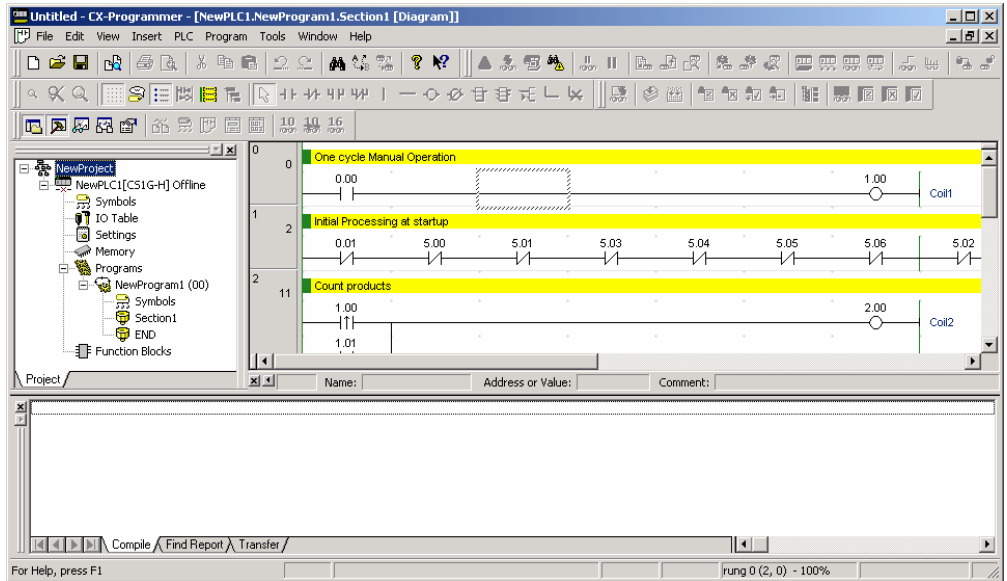 Untitled - CX-Programmer - [NewPLC1.NewProgram1.Section1 [Diagram]]
File Edit View Insert PLC Program Tools Window Help
10 10 16
NewProject
NewPLC1[CS1G-H] Offline
Symbols
IO Table
Settings
Memory
Programs
NewProgram1 (00)
Symbols
Section1
END
Function Blocks
Project
0
0
One cycle Manual Operation
0.00 1.00
Coil1
1
2
Initial Processing at startup
0.01 5.00 5.01 5.03 5.04 5.05 5.06 5.02
2
11
Count products
1.00 2.00
Coil2
1.01
Name: Address or Value: Comment:
Compile Find Report Transfer
For Help, press F1
rung 0 (2, 0) - 100%